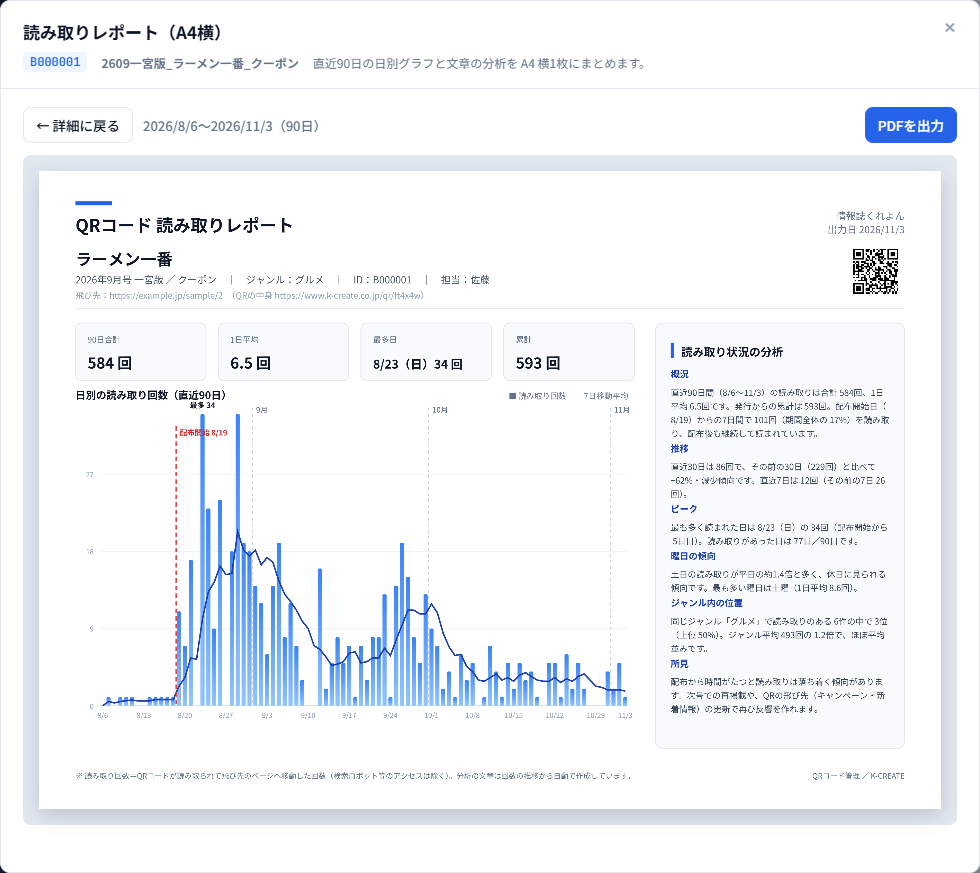 読み取りレポート（A4横）
×
B000001 2609一宮版_ラーメン一番_クーポン 直近90日の日別グラフと文章の分析を A4 横1枚にまとめます。
← 詳細に戻る 2026/8/6〜2026/11/3（90日） PDFを出力
QRコード 読み取りレポート
情報誌くれよん
出力日 2026/11/3
ラーメン一番
2026年9月号 一宮版 ／ クーポン ｜ ジャンル：グルメ ｜ ID：B000001 ｜ 担当：佐藤
飛び先：https://example.jp/sample/2 （QRの中身 https://www.k-create.co.jp/qr/ft4x4w）
90日合計
584 回
1日平均
6.5 回
最多日
8/23（日）34 回
累計
593 回
日別の読み取り回数（直近90日）
読み取り回数 7日移動平均
最多 34
配布開始 8/19
9月 10月 11月
27
18
9
0
8/6 8/13 8/20 8/27 9/3 9/10 9/17 9/24 10/1 10/8 10/15 10/22 10/29 11/3
読み取り状況の分析
概況
直近90日間（8/6〜11/3）の読み取りは合計 584回、1日
平均 6.5回です。発行からの累計は 593回。配布開始日（
8/19）からの7日間で 101回（期間全体の 17%）を読み取
り、配布後も継続して読まれています。
推移
直近30日は 86回で、その前の30日（229回）と比べて
−62%・減少傾向です。直近7日は 12回（その前の7日 26
回）。
ピーク
最も多く読まれた日は 8/23（日）の 34回（配布開始から
5日目）。読み取りがあった日は 77日／90日です。
曜日の傾向
土日の読み取りが平日の約1.4倍と多く、休日に見られる
傾向です。最も多い曜日は土曜（1日平均 8.6回）。
ジャンル内の位置
同じジャンル「グルメ」で読み取りのある 6件の中で 3位
（上位 50%）。ジャンル平均 493回の 1.2倍で、ほぼ平均
並みです。
所見
配布から時間がたつと読み取りは落ち着く傾向がありま
す。次号での再掲載や、QRの飛び先（キャンペーン・新
着情報）の更新で再び反響を作れます。
※ 読み取り回数＝QRコードが読み取られて飛び先のページへ移動した回数（検索ロボット等のアクセスは除く）。分析の文章は回数の推移から自動で作成しています。
QRコード管理 ／ K-CREATE